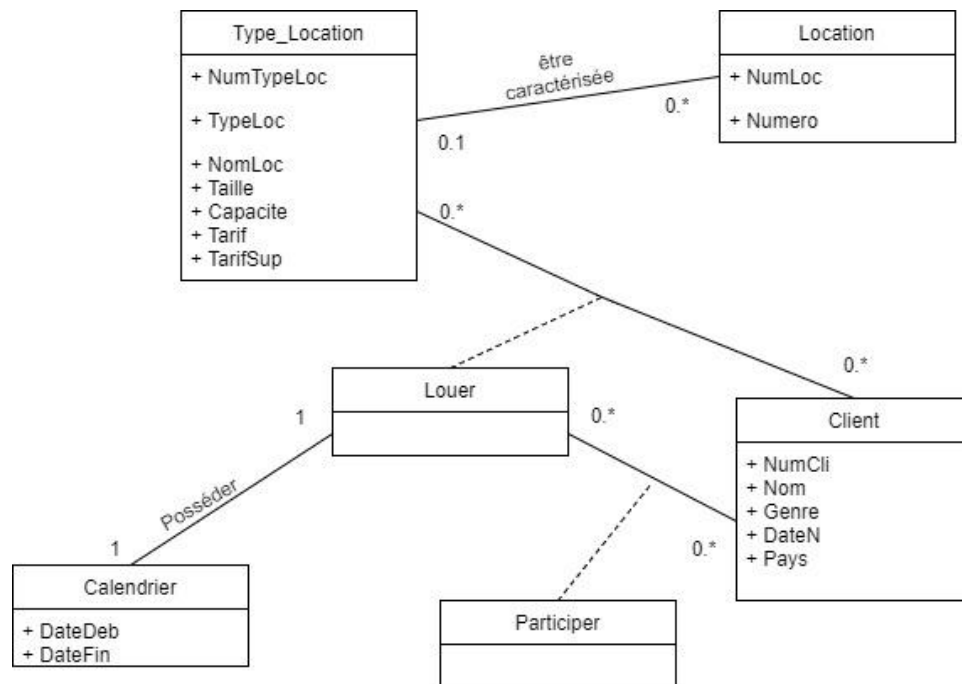 Type_Location
+ NumTypeLoc
+ TypeLoc
+ NomLoc
+ Taille
+ Capacite
+ Tarif
+ TarifSup
être
caractérisée
0.1
0.*
Location
+ NumLoc
+ Numero
0.*
0.*
Louer
1
0.*
Client
+ NumCli
+ Nom
+ Genre
+ DateN
+ Pays
Posséder
1
0.*
Calendrier
+ DateDeb
+ DateFin
Participer